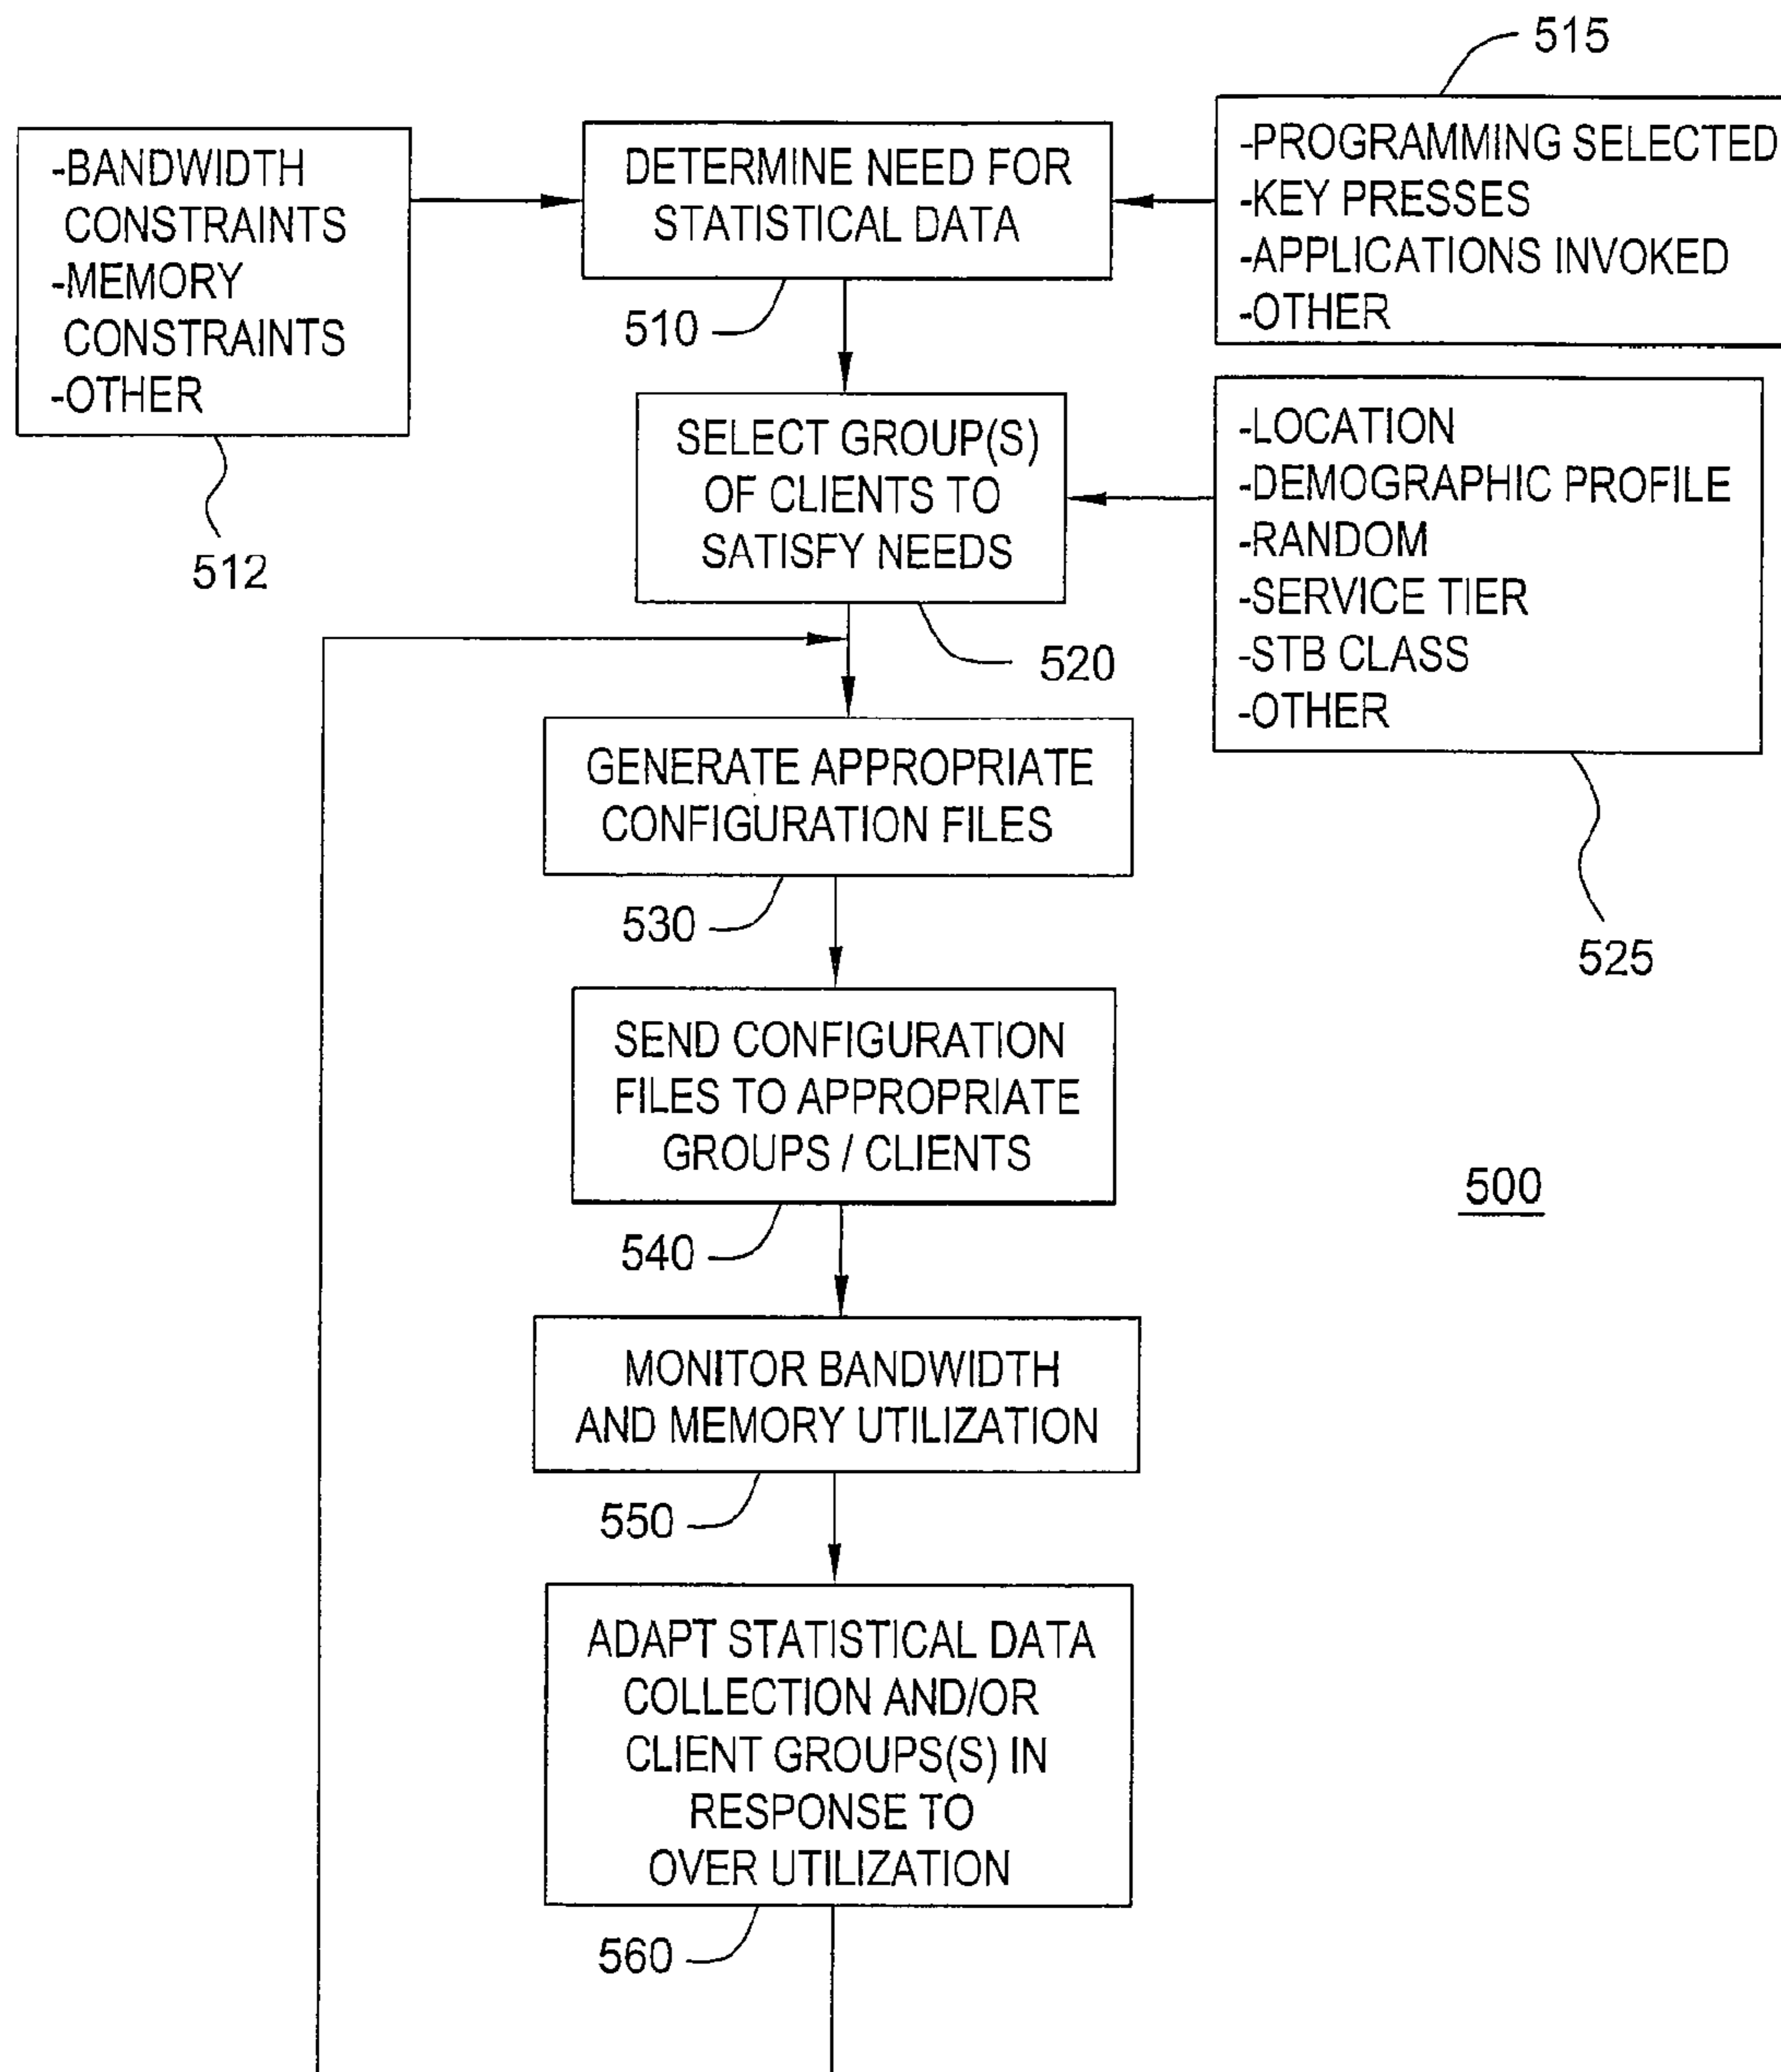 515
-BANDWIDTH
CONSTRAINTS
-MEMORY
CONSTRAINTS
-OTHER
512
DETERMINE NEED FOR
STATISTICAL DATA
510
-PROGRAMMING SELECTED
-KEY PRESSES
-APPLICATIONS INVOKED
-OTHER
SELECT GROUP(S)
OF CLIENTS TO
SATISFY NEEDS
520
-LOCATION
-DEMOGRAPHIC PROFILE
-RANDOM
-SERVICE TIER
-STB CLASS
-OTHER
525
GENERATE APPROPRIATE
CONFIGURATION FILES
530
SEND CONFIGURATION
FILES TO APPROPRIATE
GROUPS / CLIENTS
540
500
MONITOR BANDWIDTH
AND MEMORY UTILIZATION
550
ADAPT STATISTICAL DATA
COLLECTION AND/OR
CLIENT GROUPS(S) IN
RESPONSE TO
OVER UTILIZATION
560